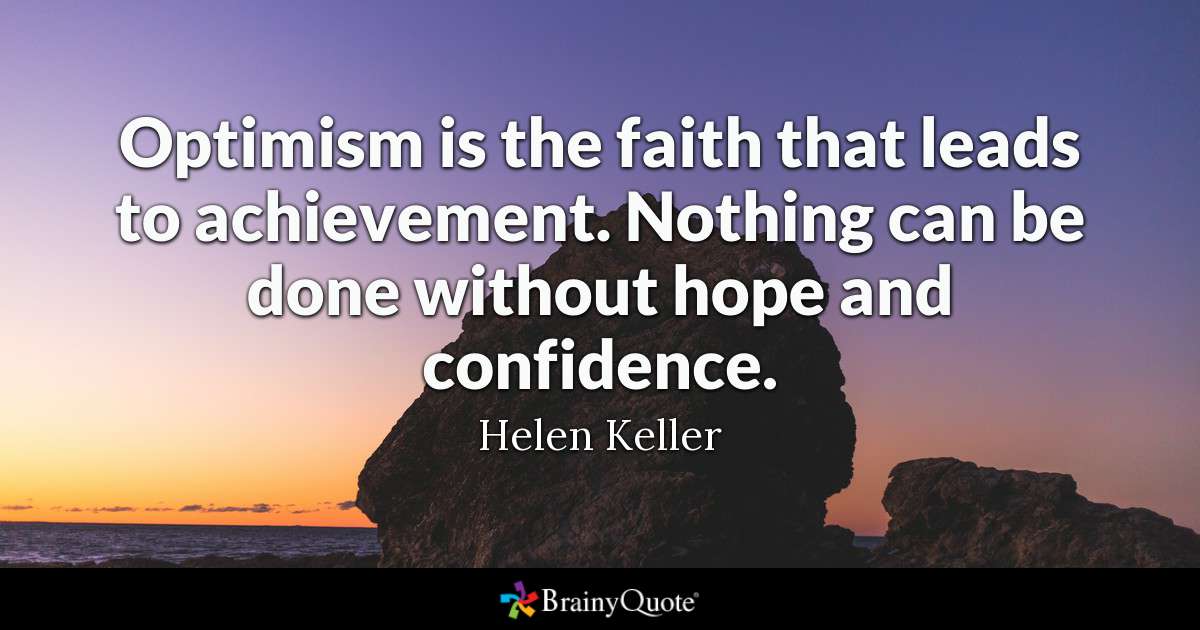 Optimism is the faith that leads
to achievement. Nothing can be
done without hope and
confidence.
Helen Keller
BrainyQuote®